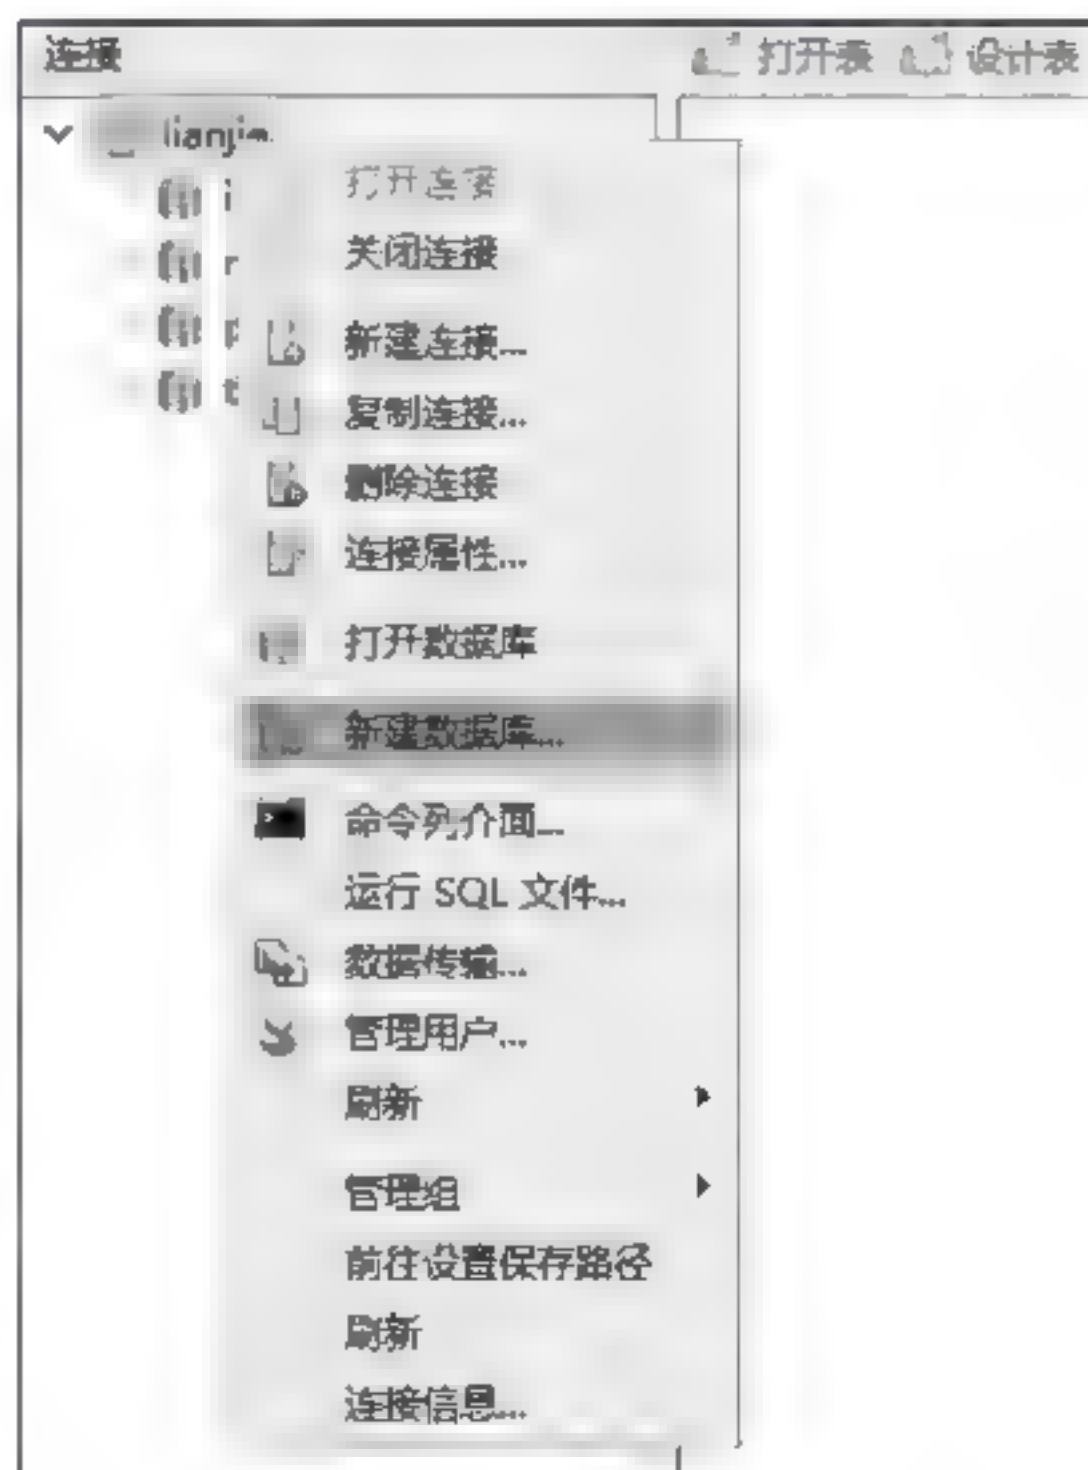 连接
打开表 设计表
lianjie
i
r
p
t
打开连接
关闭连接
新建连接...
复制连接...
删除连接
连接属性...
打开数据库
新建数据库...
命令列介面...
运行 SQL 文件...
数据传输...
管理用户...
刷新
管理组
前往设置保存路径
刷新
连接信息...